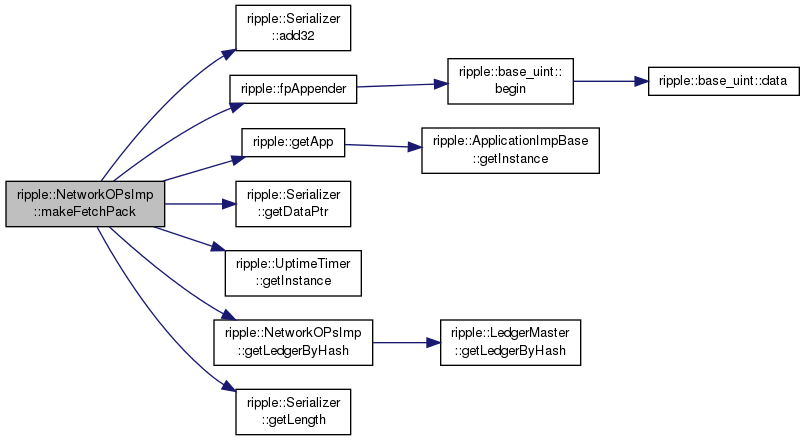 ripple::Serializer
::add32
ripple::fpAppender
ripple::base_uint::
begin
ripple::base_uint::data
ripple::getApp
ripple::ApplicationImpBase
::getInstance
ripple::NetworkOPsImp
::makeFetchPack
ripple::Serializer
::getDataPtr
ripple::UptimeTimer
::getInstance
ripple::NetworkOPsImp
::getLedgerByHash
ripple::LedgerMaster
::getLedgerByHash
ripple::Serializer
::getLength